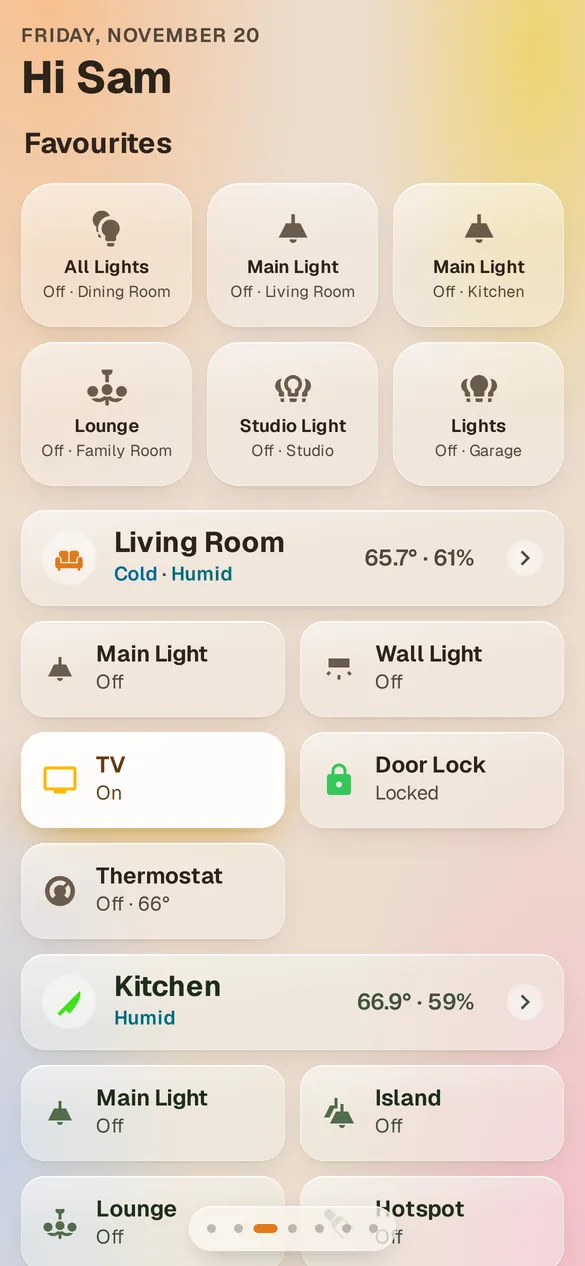 FRIDAY, NOVEMBER 20
Hi Sam
Favourites
All Lights
Off · Dining Room
Main Light
Off · Living Room
Main Light
Off · Kitchen
Lounge
Off · Family Room
Studio Light
Off · Studio
Lights
Off · Garage
Living Room
Cold · Humid
65.7° · 61%
Main Light
Off
Wall Light
Off
TV
On
Door Lock
Locked
Thermostat
Off · 66°
Kitchen
Humid
66.9° · 59%
Main Light
Off
Island
Off
Lounge
Off
Hotspot
Off